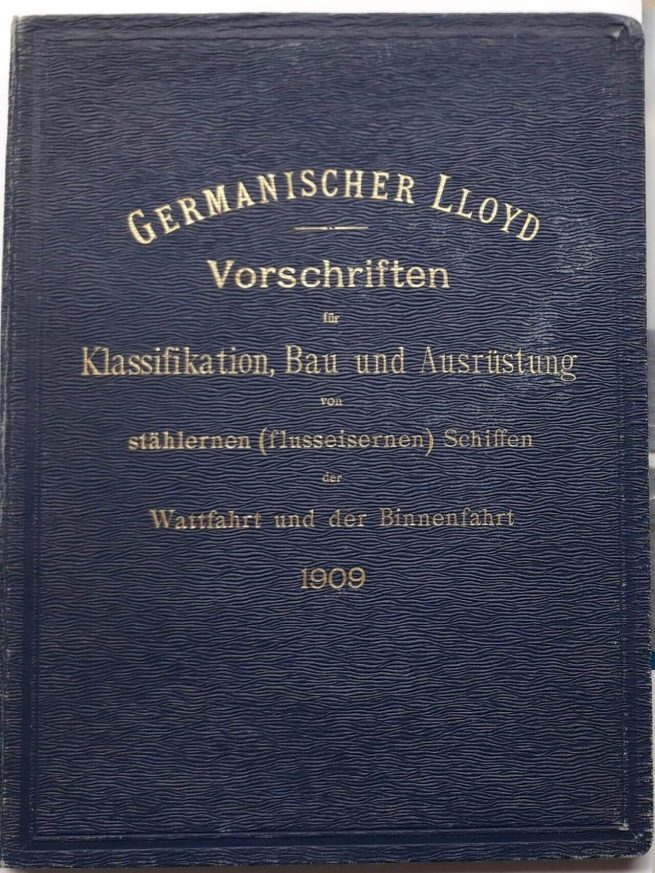 GERMANISCHER LLOYD
Vorschriften
für
Klassifikation, Bau und Ausrüstung
von
stählernen (flusseisernen) Schiffen
der
Wattfahrt und der Binnenfahrt
1909